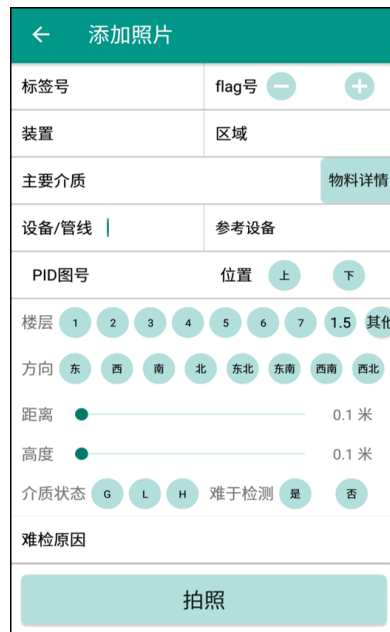 添加照片
标签号 flag号
装置 区域
主要介质 物料详情
设备/管线 参考设备
PID图号 位置 上 下
楼层 1 2 3 4 5 6 7 1.5 其他
方向 东 西 南 北 东北 东南 西南 西北
距离 0.1 米
高度 0.1 米
介质状态 G L H 难于检测 是 否
难检原因
拍照